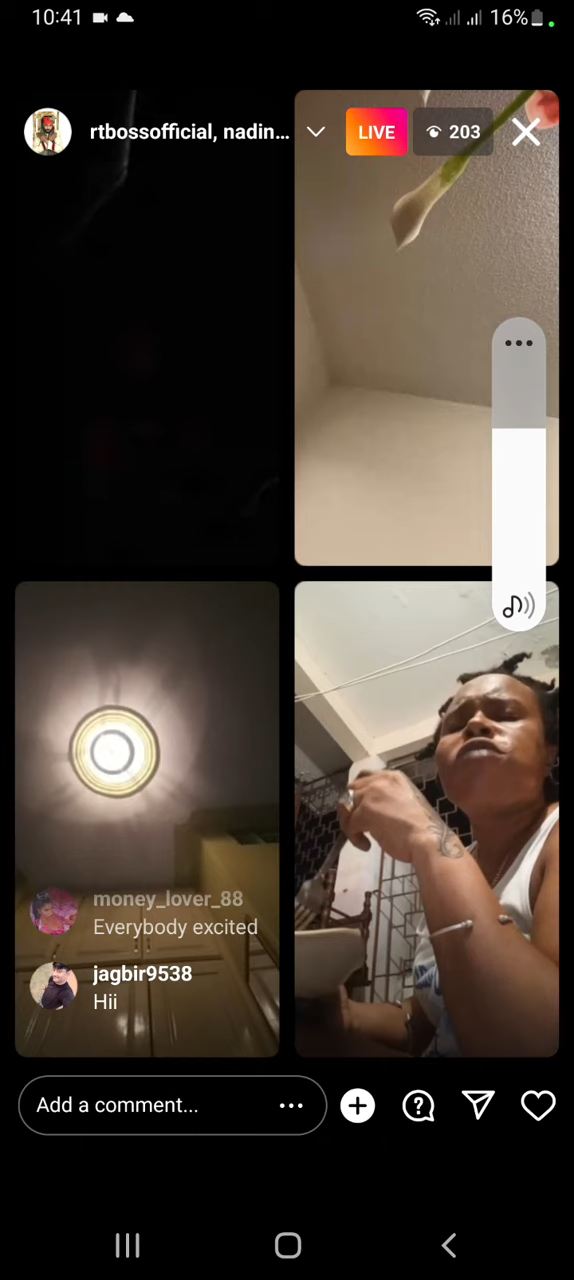 10:41
16%
rtbossofficial, nadin...
LIVE
203
money_lover_88
Everybody excited
jagbir9538
Hii
Add a comment...